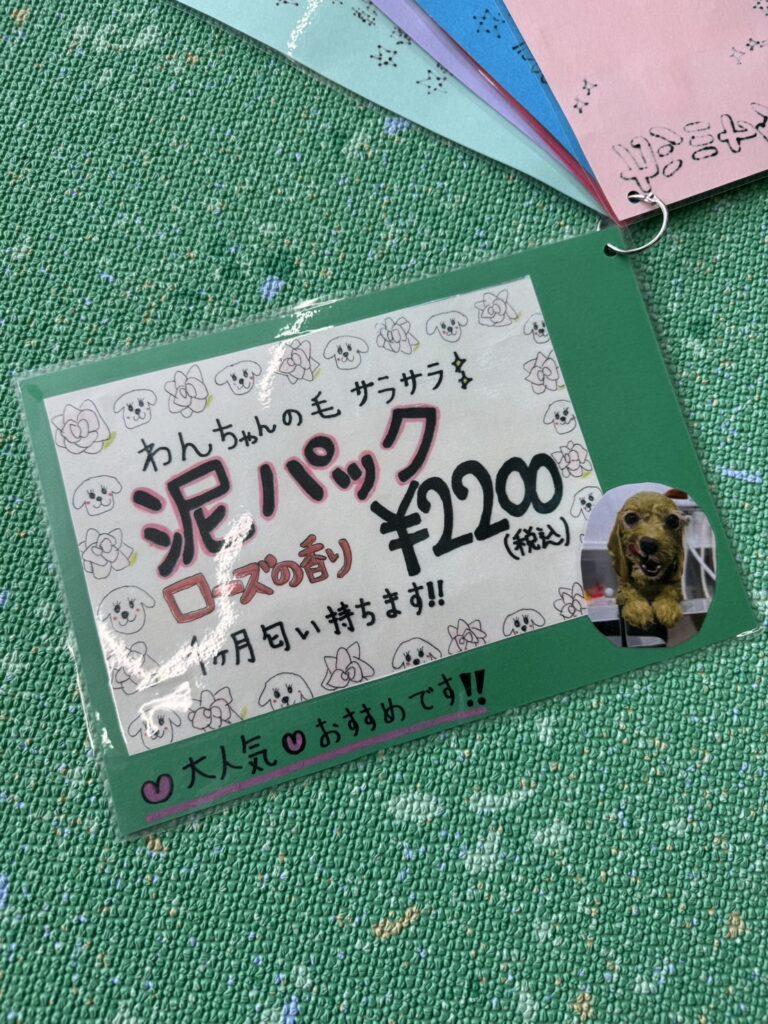 わんちゃんの毛 サラサラ
泥パック
¥2200
(税込)
ローズの香り
1ヶ月匂い持ちます!!
大人気 おすすめです!!